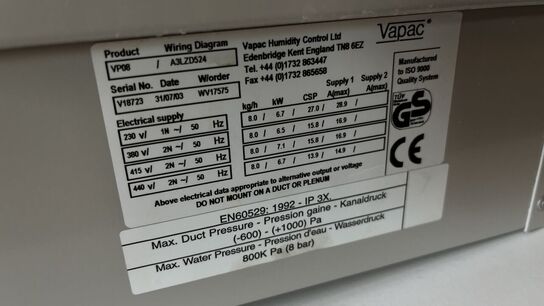 Product Wiring Diagram
VP08 / A3LZD524
Vapac Humidity Control Ltd
Edenbridge Kent England TN8 6EZ
Tel. +44 (0)1732 863447
Fax. +44 (0)1732 865658
Vapac®
Serial No. Date W/order
V18723 31/07/03 WV17575
Manufactured
to ISO 9000
Quality System
Electrical supply
230 v/ 1N ~/ 50 Hz
380 v/ 2N ~/ 50 Hz
415 v/ 2N ~/ 50 Hz
440 v/ 2N ~/ 50 Hz
kg/h kW CSP Supply 1 A(max) Supply 2 A(max)
8.0 / 6.7 / 27.0 / 28.9 /
8.0 / 6.5 / 15.8 / 16.9 /
8.0 / 7.1 / 15.8 / 16.9 /
8.0 / 6.7 / 13.9 / 14.9 /
TÜV
GS
CE
Above electrical data appropriate to alternative output or voltage
DO NOT MOUNT ON A DUCT OR PLENUM
EN60529: 1992 - IP 3X.
Max. Duct Pressure - Pression gaine - Kanaldruck
(-600) - (+1000) Pa
Max. Water Pressure - Pression d'eau - Wasserdruck
800K Pa (8 bar)